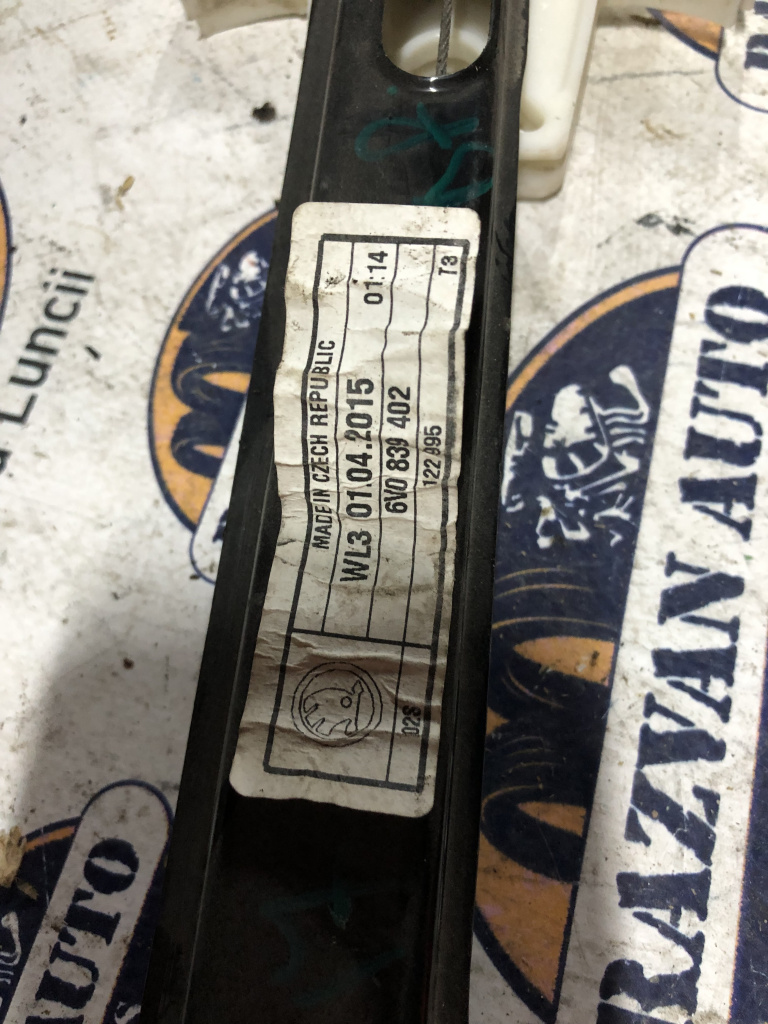 MADE IN CZECH REPUBLIC
WL3 01.04.2015 01:14
6V0 839 402
122 995 T3
02S
Luncii
RAZVAN AUTO
AUTO